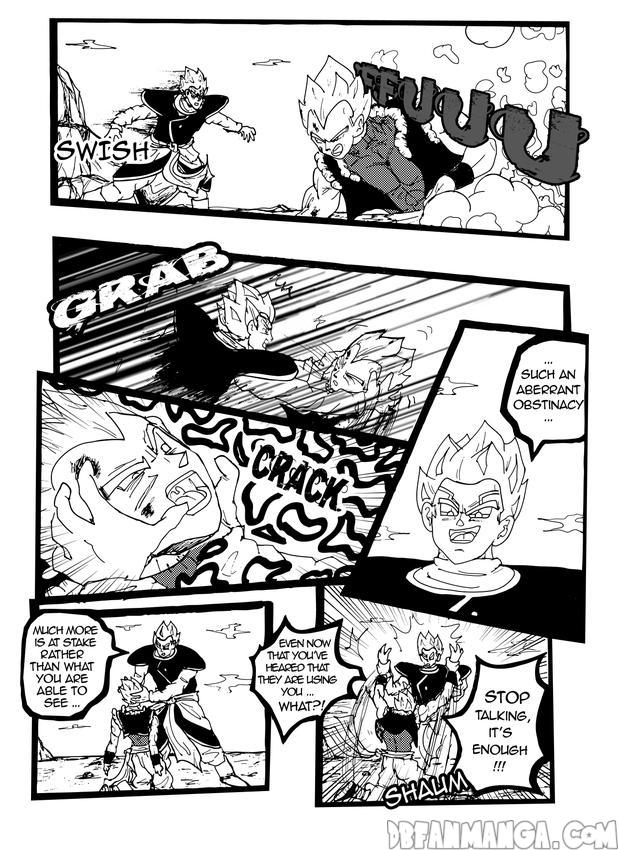 FFUUUU
SWISH
GRAB
...
SUCH AN
ABERRANT
OBSTINACY
...
CRACK
MUCH MORE
IS AT STAKE
RATHER
THAN WHAT
YOU ARE
ABLE TO
SEE ...
EVEN NOW
THAT YOU'VE
HEARED THAT
THEY ARE USING
YOU ...
WHAT?!
STOP
TALKING,
IT'S
ENOUGH
!!!
SHAUM
DBFANMANGA.COM